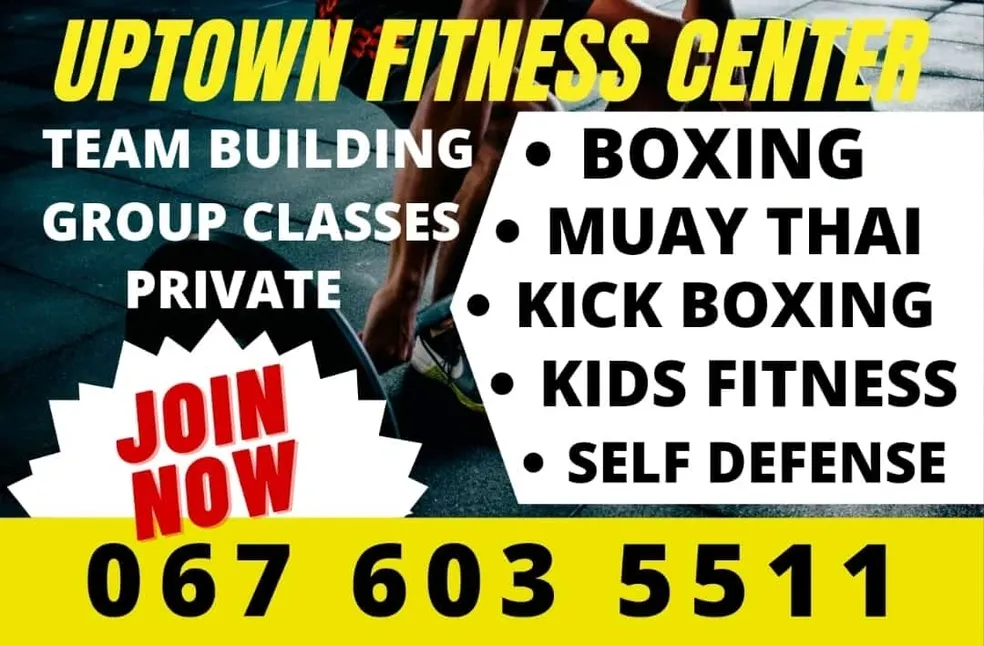 UPTOWN FITNESS CENTER
TEAM BUILDING
GROUP CLASSES
PRIVATE
JOIN
NOW
• BOXING
• MUAY THAI
• KICK BOXING
• KIDS FITNESS
• SELF DEFENSE
067 603 5511